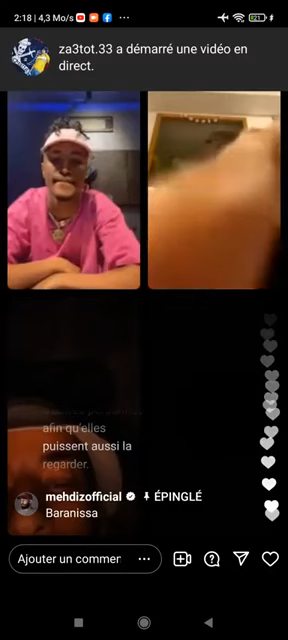 2:18 | 4,3 Mo/s
21
za3tot.33 a démarré une vidéo en
direct.
afin qu'elles
puissent aussi la
regarder.
mehdizofficial ÉPINGLÉ
Baranissa
Ajouter un commen